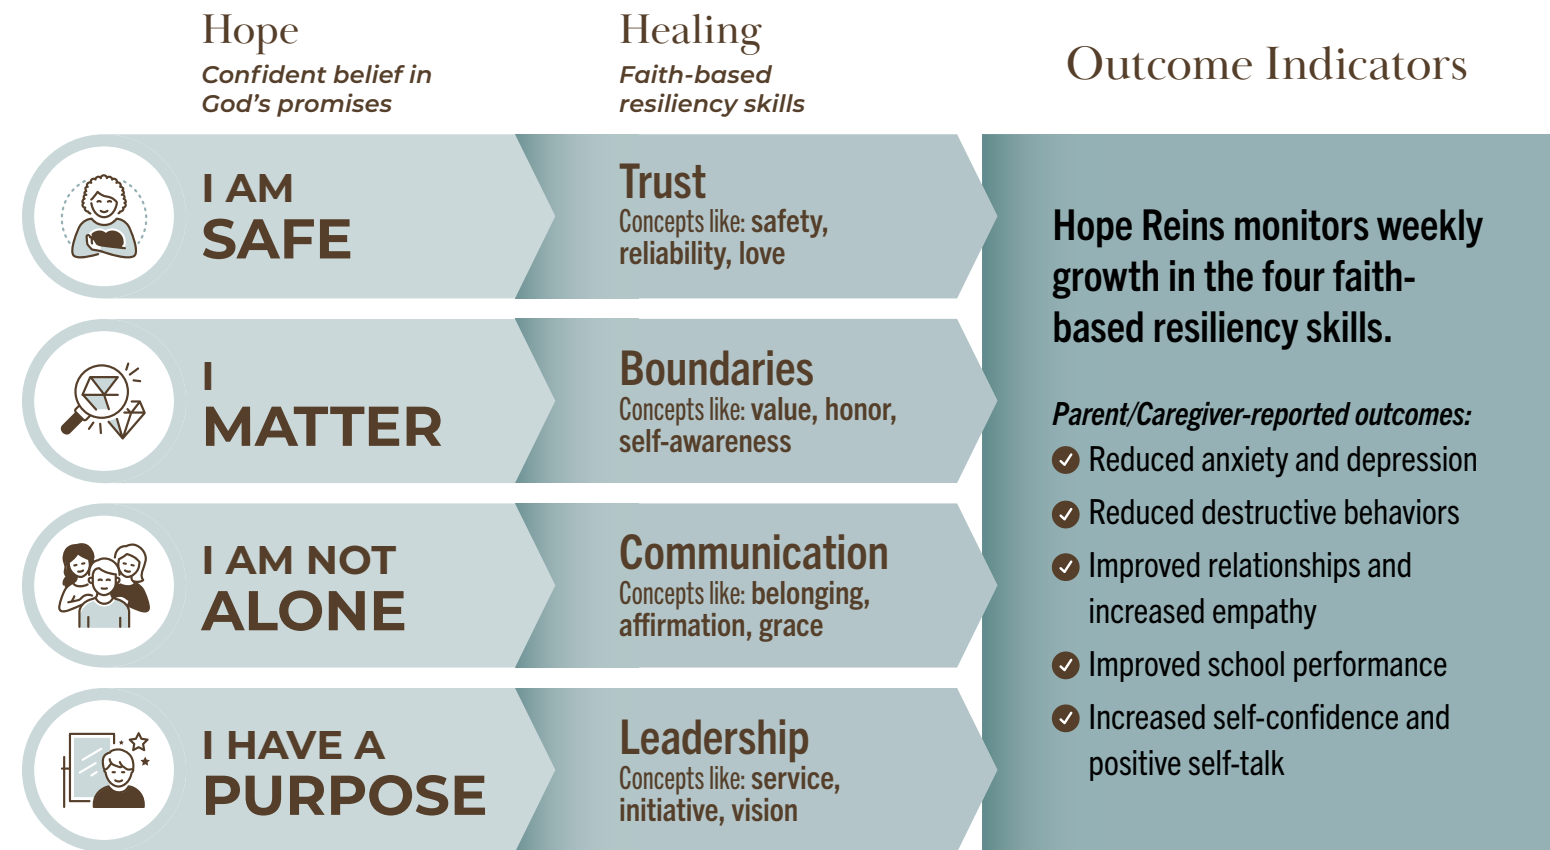 Hope
Confident belief in
God's promises
Healing
Faith-based
resiliency skills
Outcome Indicators
I AM
SAFE
Trust
Concepts like: safety,
reliability, love
I
MATTER
Boundaries
Concepts like: value, honor,
self-awareness
I AM NOT
ALONE
Communication
Concepts like: belonging,
affirmation, grace
I HAVE A
PURPOSE
Leadership
Concepts like: service,
initiative, vision
Hope Reins monitors weekly
growth in the four faith-
based resiliency skills.
Parent/Caregiver-reported outcomes:
Reduced anxiety and depression
Reduced destructive behaviors
Improved relationships and
increased empathy
Improved school performance
Increased self-confidence and
positive self-talk